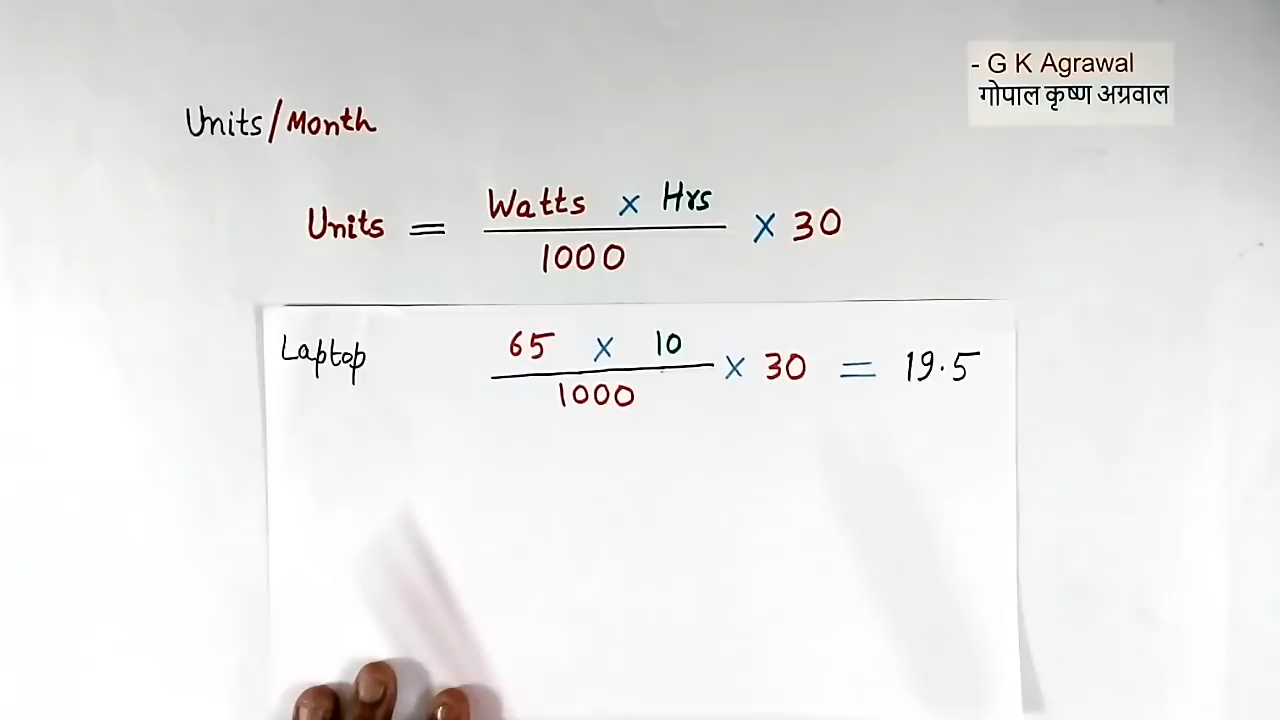 - G K Agrawal
गोपाल कृष्ण अग्रवाल
Units/Month
Units = Watts × Hrs / 1000 × 30
Laptop 65 × 10 / 1000 × 30 = 19.5